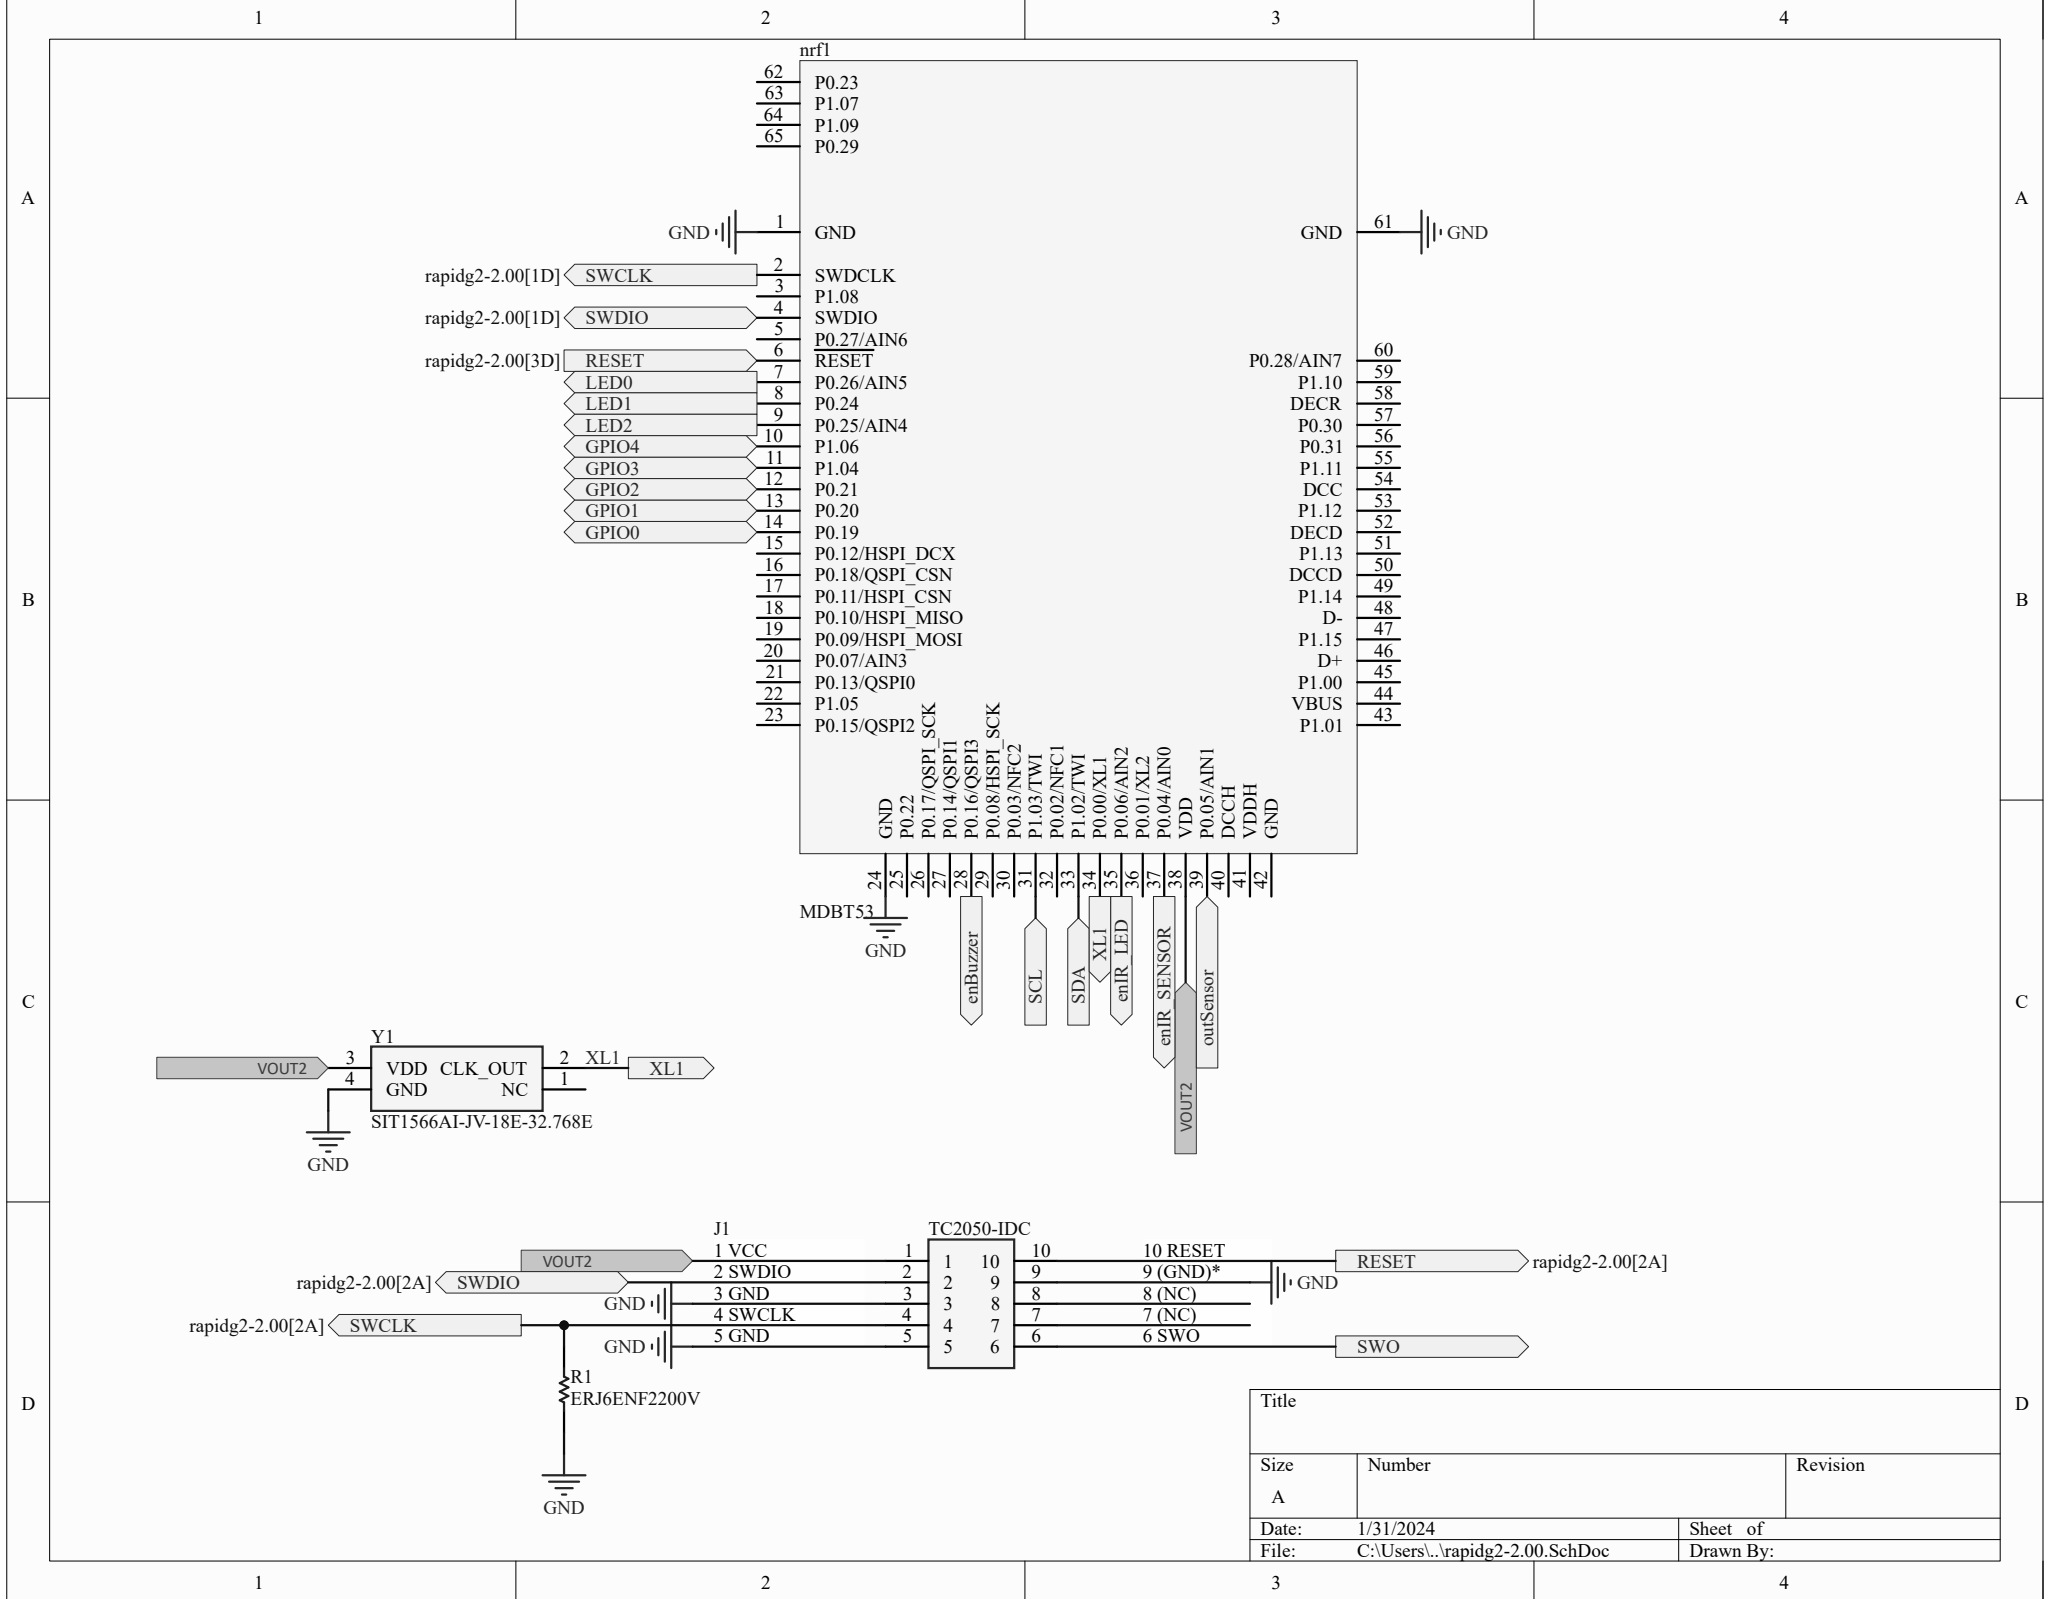 1 2 3 4
nrf1
62 P0.23
63 P1.07
64 P1.09
65 P0.29
A A
GND 1 GND GND 61 GND
rapidg2-2.00[1D] SWCLK 2 SWDCLK
3 P1.08
rapidg2-2.00[1D] SWDIO 4 SWDIO
5 P0.27/AIN6
rapidg2-2.00[3D] RESET 6 RESET P0.28/AIN7 60
LED0 7 P0.26/AIN5 P1.10 59
LED1 8 P0.24 DECR 58
LED2 9 P0.25/AIN4 P0.30 57
GPIO4 10 P1.06 P0.31 56
GPIO3 11 P1.04 P1.11 55
GPIO2 12 P0.21 DCC 54
GPIO1 13 P0.20 P1.12 53
GPIO0 14 P0.19 DECD 52
15 P0.12/HSPI_DCX P1.13 51
16 P0.18/QSPI_CSN DCCD 50
B B
17 P0.11/HSPI_CSN P1.14 49
18 P0.10/HSPI_MISO D- 48
19 P0.09/HSPI_MOSI P1.15 47
20 P0.07/AIN3 D+ 46
21 P0.13/QSPI0 P1.00 45
22 P1.05 VBUS 44
23 P0.15/QSPI2 P1.01 43
GND 24 GND
P0.22 25
P0.17/QSPI_SCK 26
P0.14/QSPI1 27
P0.16/QSPI3 28 enBuzzer
P0.08/HSPI_SCK 29
P0.03/NFC2 30
P1.03/TWI 31 SCL
P0.02/NFC1 32
P1.02/TWI 33 SDA
P0.00/XL1 34 XL1
P0.06/AIN2 35 enIR_LED
P0.01/XL2 36
P0.04/AIN0 37 enIR_SENSOR
VDD 38 VOUT2
P0.05/AIN1 39 outSensor
DCCH 40
VDDH 41
GND 42
MDBT53
C C
Y1
VOUT2 3 VDD CLK_OUT 2 XL1 XL1
4 GND NC 1
SIT1566AI-JV-18E-32.768E
GND
J1 TC2050-IDC
VOUT2 1 VCC 1 1 10 10 10 RESET RESET rapidg2-2.00[2A]
rapidg2-2.00[2A] SWDIO 2 SWDIO 2 2 9 9 9 (GND)* GND
GND 3 GND 3 3 8 8 8 (NC)
rapidg2-2.00[2A] SWCLK 4 SWCLK 4 4 7 7 7 (NC)
GND 5 GND 5 5 6 6 6 SWO SWO
R1
ERJ6ENF2200V
GND
D D
Title
Size Number Revision
A
Date: 1/31/2024 Sheet of
File: C:\Users\..\rapidg2-2.00.SchDoc Drawn By:
1 2 3 4